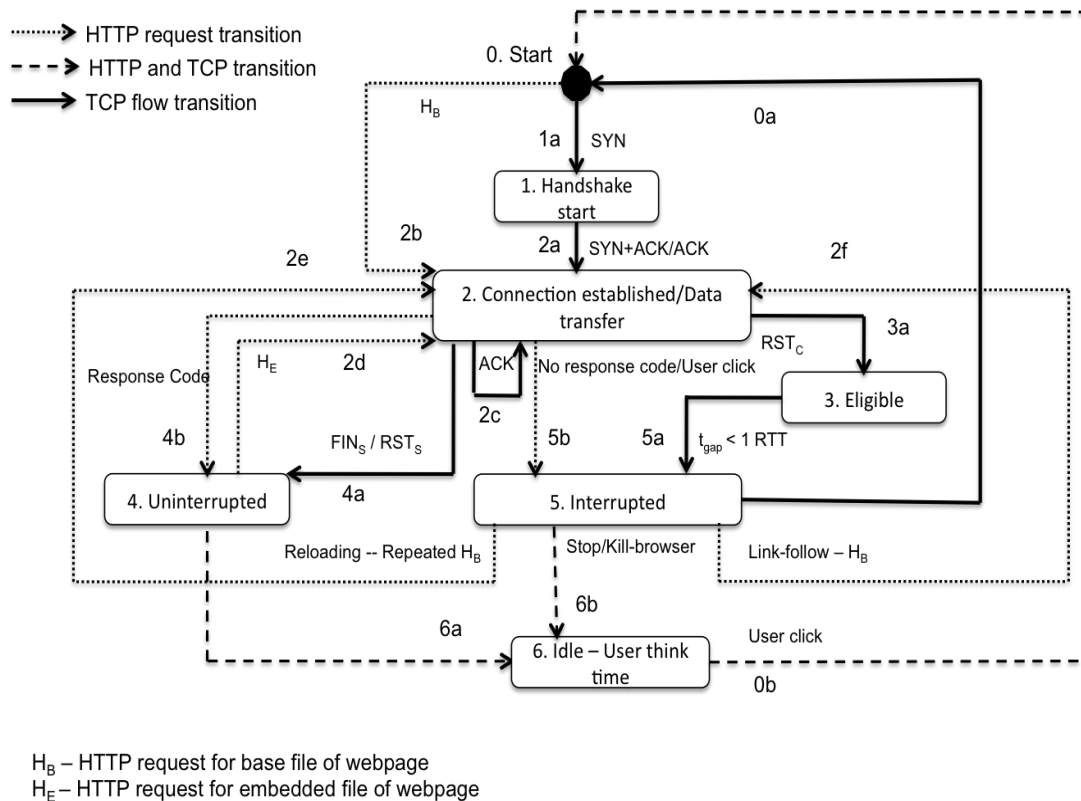 HTTP request transition
HTTP and TCP transition
TCP flow transition
0. Start
H_B
0a
1a
SYN
1. Handshake
start
2b
2a
SYN+ACK/ACK
2e
2f
2. Connection established/Data
transfer
3a
RST_C
Response Code
H_E
2d
ACK
No response code/User click
3. Eligible
2c
4b
FIN_S / RST_S
5b
5a
t_gap < 1 RTT
4. Uninterrupted
4a
5. Interrupted
Reloading -- Repeated H_B
Stop/Kill-browser
Link-follow – H_B
6b
6a
6. Idle – User think
time
User click
0b
H_B – HTTP request for base file of webpage
H_E – HTTP request for embedded file of webpage